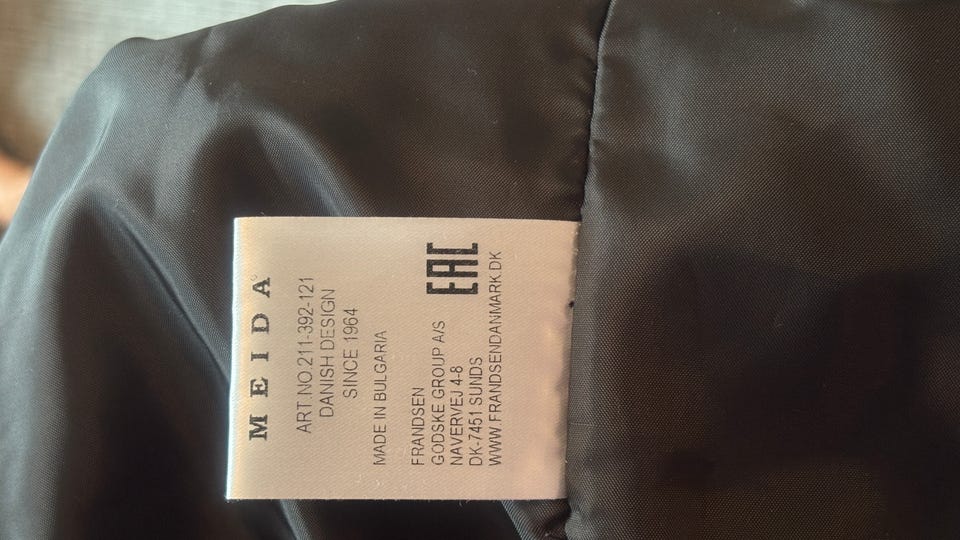 MEIDA®
ART.NO.211-392-121
DANISH DESIGN
SINCE 1964
MADE IN BULGARIA
FRANDSEN
GODSKE GROUP A/S
NAVERVEJ 4-8
DK-7451 SUNDS
WWW.FRANDSENDANMARK.DK
EAC